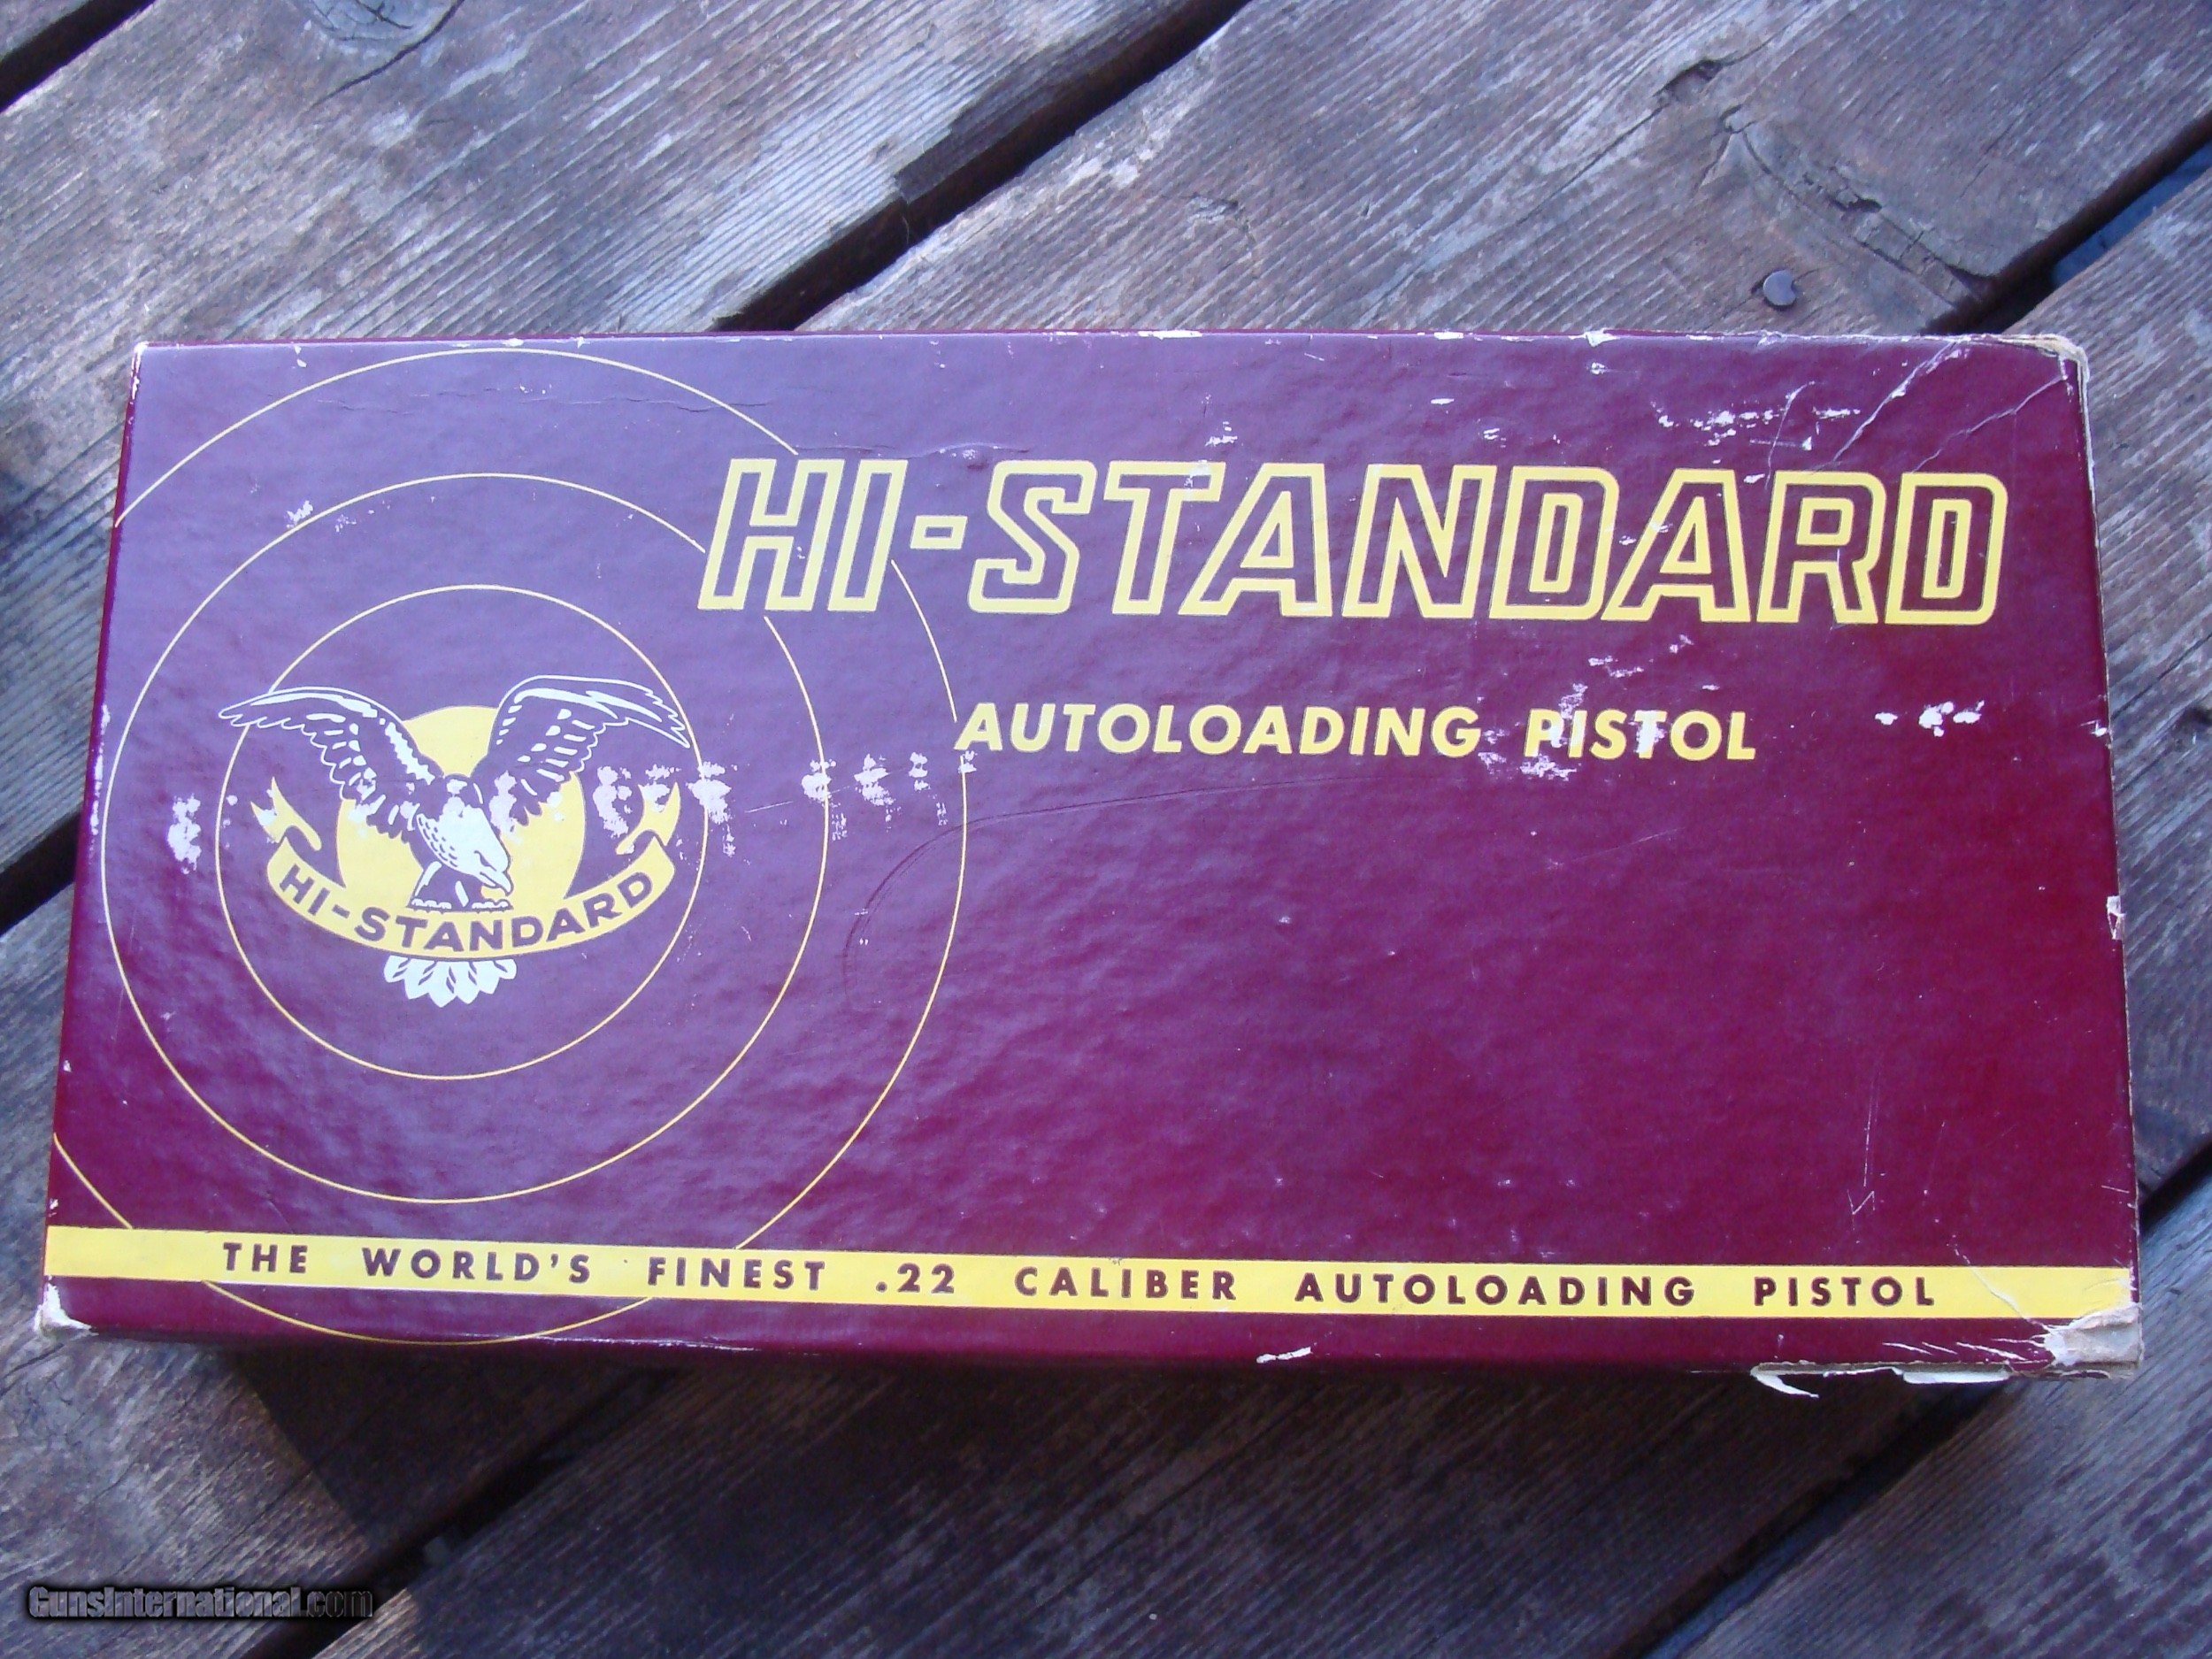 HI-STANDARD
AUTOLOADING PISTOL
HI-STANDARD
THE WORLD'S FINEST .22 CALIBER AUTOLOADING PISTOL
GunsInternational.com